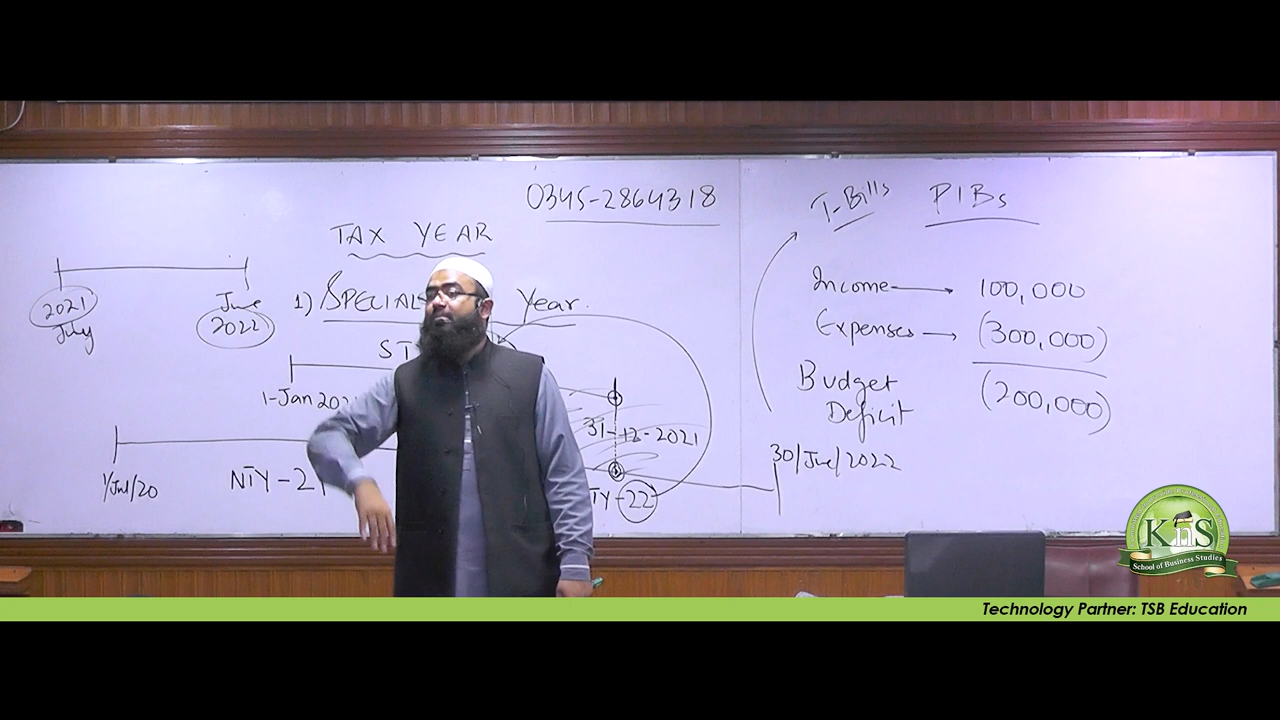 0345-2864318
TAX YEAR
2021
July
June
2022
1) SPECIAL Year.
1-Jan
31-12-2021
1/Jul/20
NTY-21
TY-22
30/June/2022
T-Bills PIBs
Income → 100,000
Expenses → (300,000)
Budget
Deficit
(200,000)
KnS
School of Business Studies
Technology Partner: TSB Education